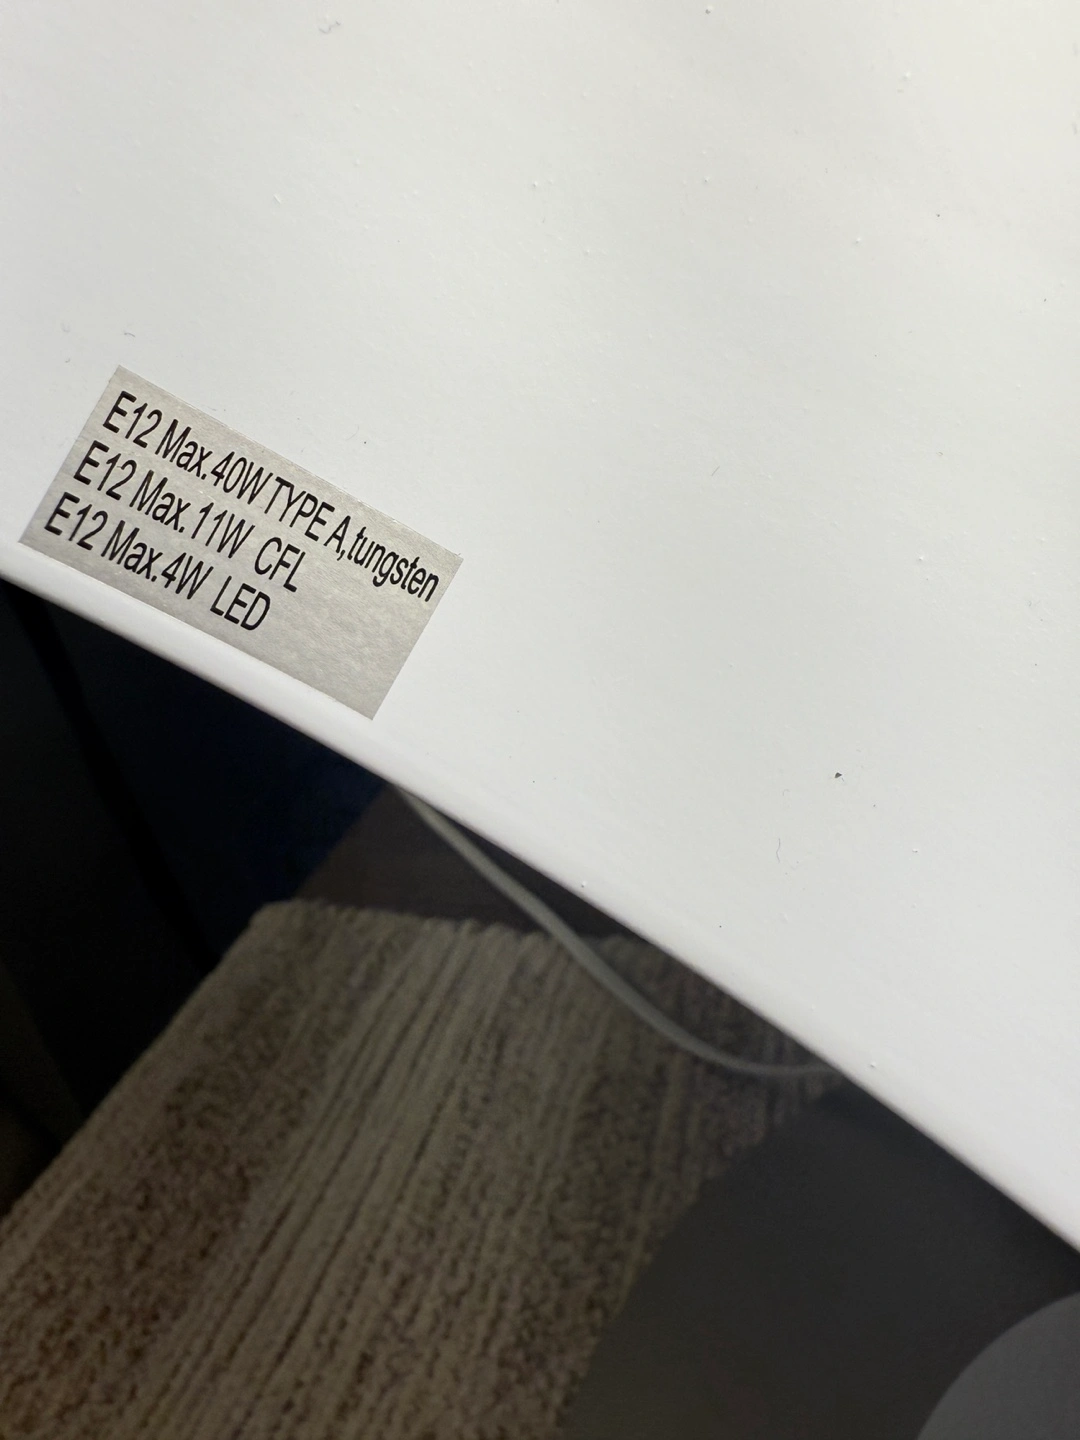 E12 Max.40W TYPE A,tungsten
E12 Max.11W CFL
E12 Max.4W LED